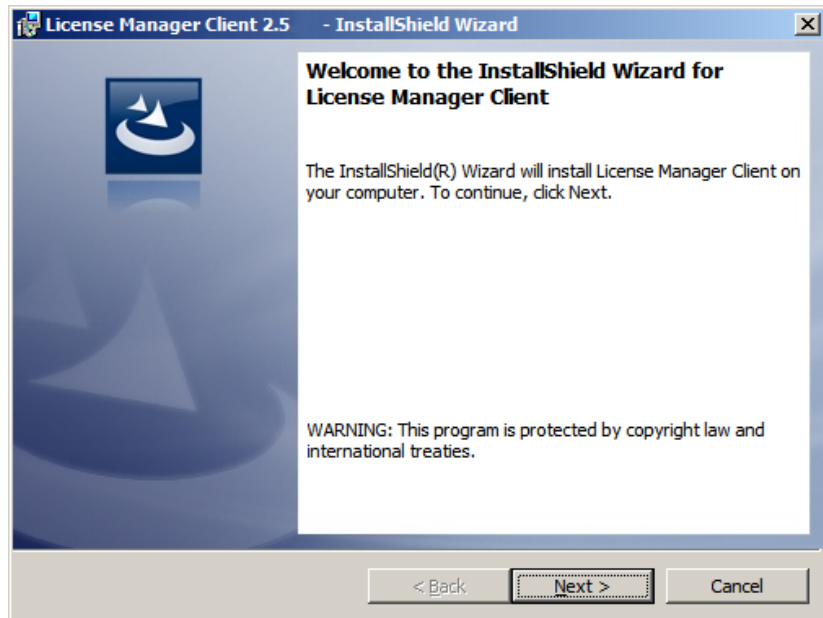 License Manager Client 2.5 - InstallShield Wizard
Welcome to the InstallShield Wizard for
License Manager Client
The InstallShield(R) Wizard will install License Manager Client on
your computer. To continue, click Next.
WARNING: This program is protected by copyright law and
international treaties.
< Back
Next >
Cancel